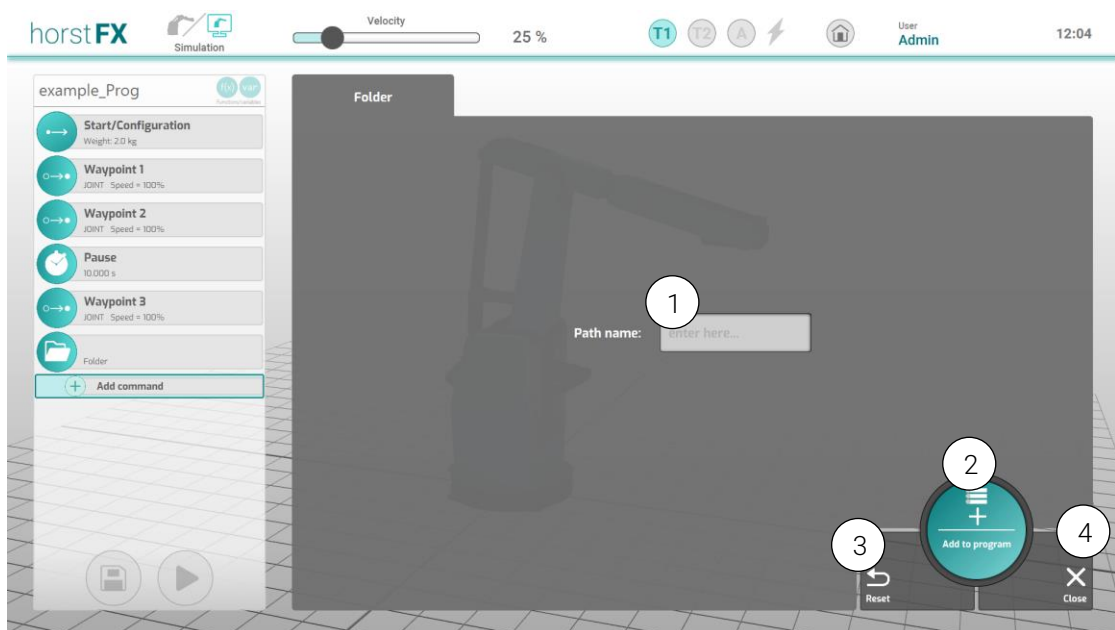 horstFX
Simulation
Velocity
25 %
T1
T2
A
User
Admin
12:04
example_Prog
f(x)
var
Functions/variables
Start/Configuration
Weight: 2.0 kg
Waypoint 1
JOINT Speed = 100%
Waypoint 2
JOINT Speed = 100%
Pause
10.000 s
Waypoint 3
JOINT Speed = 100%
Folder
Add command
Folder
1
Path name:
enter here...
2
Add to program
3
Reset
4
Close